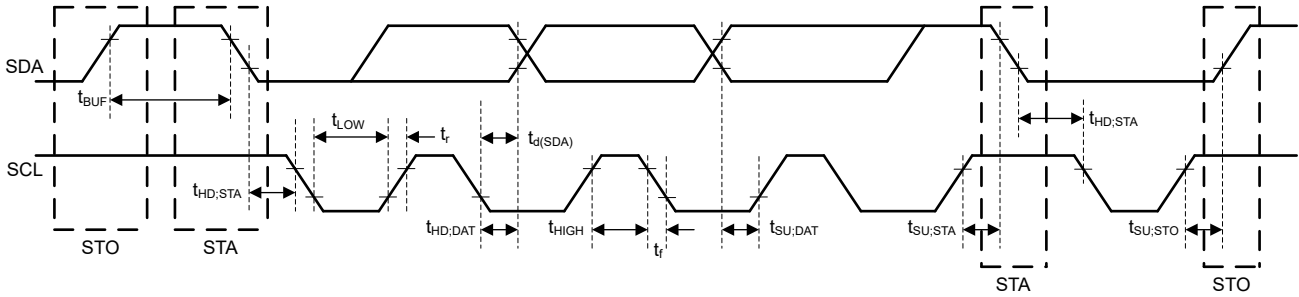 SDA
t_BUF
t_LOW
t_r
t_d(SDA)
t_HD;STA
SCL
t_HD;STA
t_HD;DAT
t_HIGH
t_f
t_SU;DAT
t_SU;STA
t_SU;STO
STO
STA
STA
STO